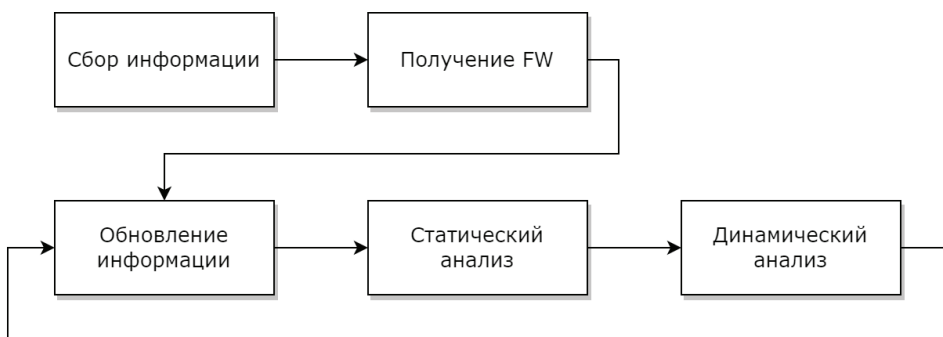 Сбор информации
Получение FW
Обновление
информации
Статический
анализ
Динамический
анализ